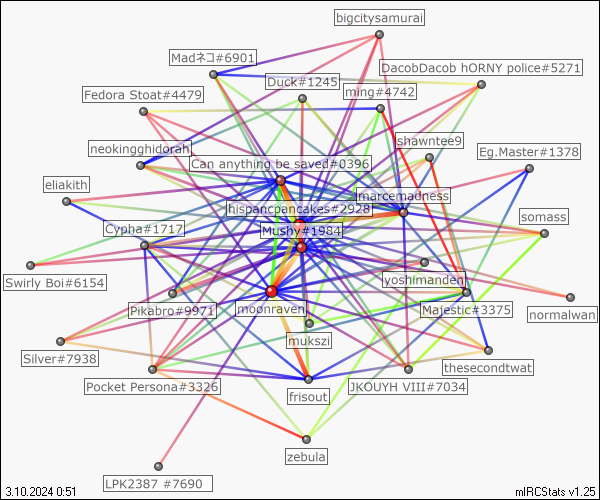 bigcitysamurai
Madネコ#6901
DacobDacob hORNY police#5271
Duck#1245
ming#4742
Fedora Stoat#4479
shawntee9
neokingghidorah
Eg.Master#1378
Can anything be saved#0396
eliakith
marcemadness
hispancpancakes#2928
somass
Cypha#1717
Mushy#1984
Swirly Boi#6154
yoshimanden
Pikabro#9971
moonraven
Majestic#3375
normalwan
mukszi
Silver#7938
thesecondtwat
Pocket Persona#3326
JKOUYH VIII#7034
frisout
zebula
LPK2387 #7690
3.10.2024 0:51
mIRCStats v1.25